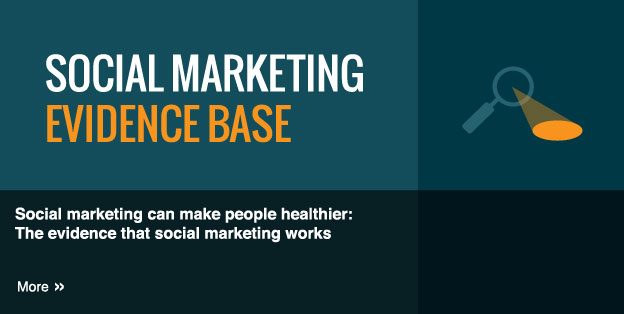 SOCIAL MARKETING
EVIDENCE BASE
Social marketing can make people healthier:
The evidence that social marketing works
More »